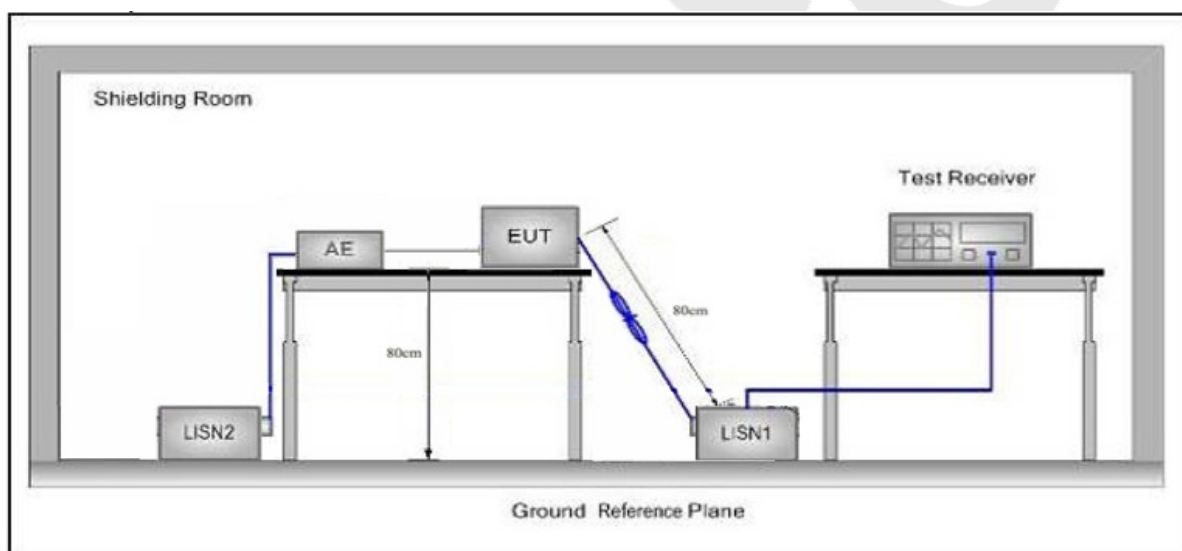 Shielding Room
Test Receiver
AE
EUT
80cm
80cm
LISN2
LISN1
Ground Reference Plane